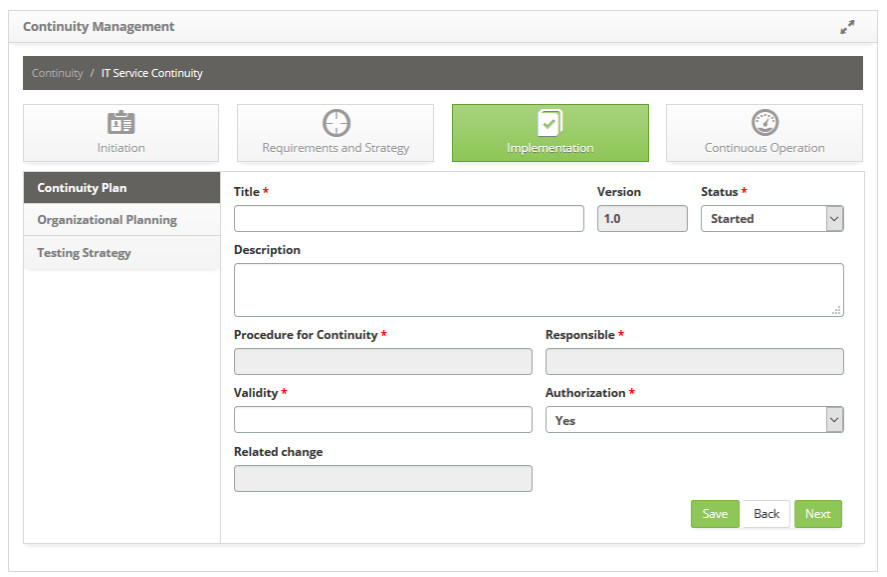 Continuity Management
Continuity / IT Service Continuity
Initiation
Requirements and Strategy
Implementation
Continuous Operation
Continuity Plan
Organizational Planning
Testing Strategy
Title *
Version
Status *
1.0
Started
Description
Procedure for Continuity *
Responsible *
Validity *
Authorization *
Yes
Related change
Save
Back
Next